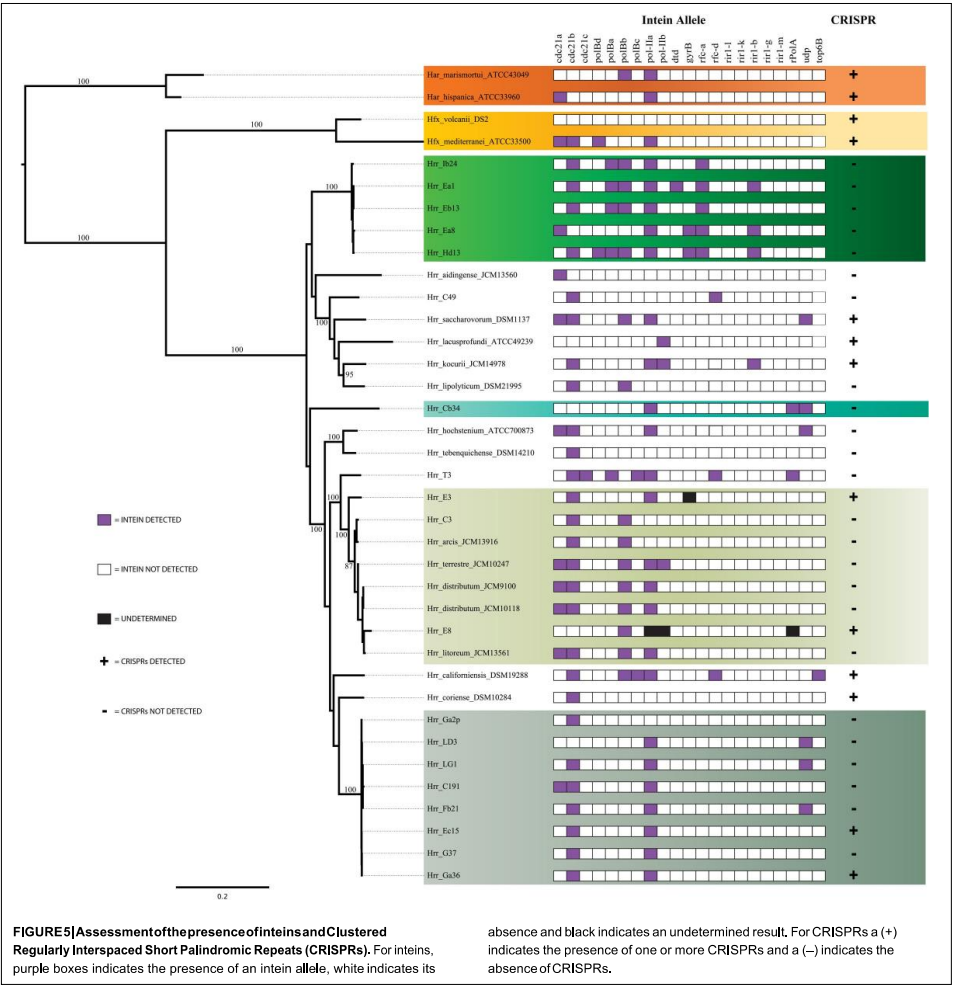 Intein Allele
CRISPR
cdc21a
cdc21b
cdc21c
polBd
polBa
polBb
polBc
pol-IIa
pol-IIb
dtd
gyrB
rfc-a
rfc-d
rir1-l
rir1-k
rir1-b
rir1-g
rir1-m
rPolA
udp
top6B
100
Har_marismortui_ATCC43049 +
Har_hispanica_ATCC33960 +
100
Hfx_volcanii_DS2 +
Hfx_mediterranei_ATCC33500 +
100
Hrr_Ib24 -
100
Hrr_Ea1 -
Hrr_Eb13 -
Hrr_Ea8 -
Hrr_Hd13 -
Hrr_aidingense_JCM13560 -
Hrr_C49 -
100
Hrr_saccharovorum_DSM1137 +
Hrr_lacusprofundi_ATCC49239 +
100
Hrr_kocurii_JCM14978 +
95
Hrr_lipolyticum_DSM21995 -
Hrr_Cb34 -
Hrr_hochstenium_ATCC700873 -
100
Hrr_tebenquichense_DSM14210 -
Hrr_T3 -
100
Hrr_E3 +
Hrr_C3 -
100
100
Hrr_arcis_JCM13916 -
87
Hrr_terrestre_JCM10247 -
Hrr_distributum_JCM9100 -
Hrr_distributum_JCM10118 -
Hrr_E8 +
Hrr_litoreum_JCM13561 -
Hrr_californiensis_DSM19288 +
Hrr_coriense_DSM10284 +
Hrr_Ga2p -
Hrr_LD3 -
Hrr_LG1 -
100
Hrr_C191 -
Hrr_Fb21 -
Hrr_Ec15 +
Hrr_G37 -
Hrr_Ga36 +
= INTEIN DETECTED
= INTEIN NOT DETECTED
= UNDETERMINED
+ = CRISPRs DETECTED
- = CRISPRs NOT DETECTED
0.2
FIGURE 5 | Assessment of the presence of inteins and Clustered
Regularly Interspaced Short Palindromic Repeats (CRISPRs). For inteins,
purple boxes indicates the presence of an intein allele, white indicates its
absence and black indicates an undetermined result. For CRISPRs a (+)
indicates the presence of one or more CRISPRs and a (–) indicates the
absence of CRISPRs.